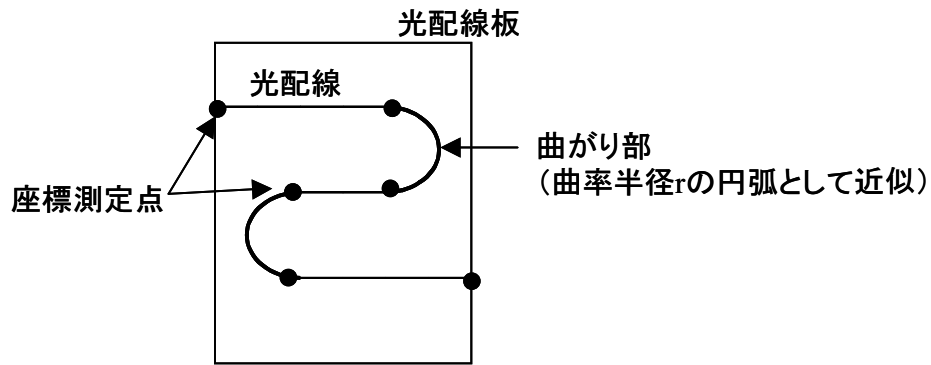 光配線板
光配線
曲がり部
（曲率半径rの円弧として近似）
座標測定点